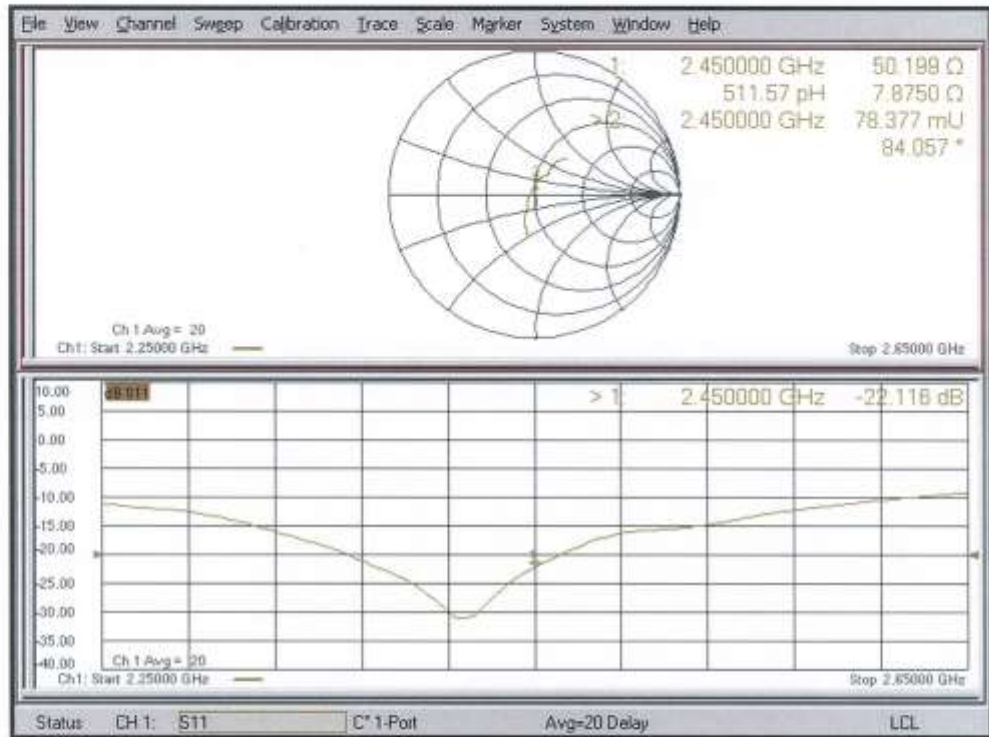 File View Channel Sweep Calibration Trace Scale Marker System Window Help
1: 2.450000 GHz 50.199 Ω
511.57 pH 7.8750 Ω
> 2: 2.450000 GHz 78.377 mU
84.057 °
Ch 1 Avg = 20
Ch1: Start 2.25000 GHz
Stop 2.65000 GHz
10.00
dB S11
> 1: 2.450000 GHz -22.116 dB
5.00
0.00
-5.00
-10.00
-15.00
-20.00
-25.00
-30.00
-35.00
-40.00
Ch 1 Avg = 20
Ch1: Start 2.25000 GHz
Stop 2.65000 GHz
Status CH 1: S11 C* 1-Port Avg=20 Delay LCL